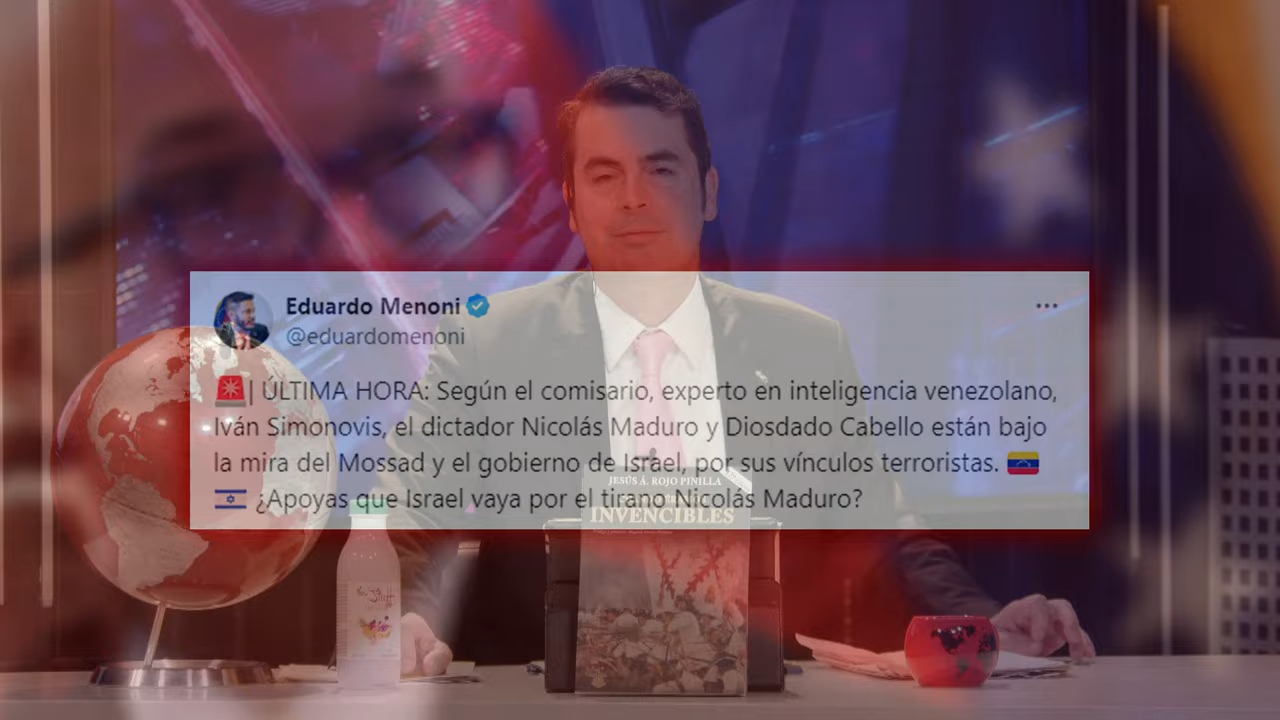 Eduardo Menoni
@eduardomenoni
🚨| ÚLTIMA HORA: Según el comisario, experto en inteligencia venezolano,
Iván Simonovis, el dictador Nicolás Maduro y Diosdado Cabello están bajo
la mira del Mossad y el gobierno de Israel, por sus vínculos terroristas. 🇻🇪
🇮🇱 ¿Apoyas que Israel vaya por el tirano Nicolás Maduro?
JESÚS Á. ROJO PINILLA
INVENCIBLES